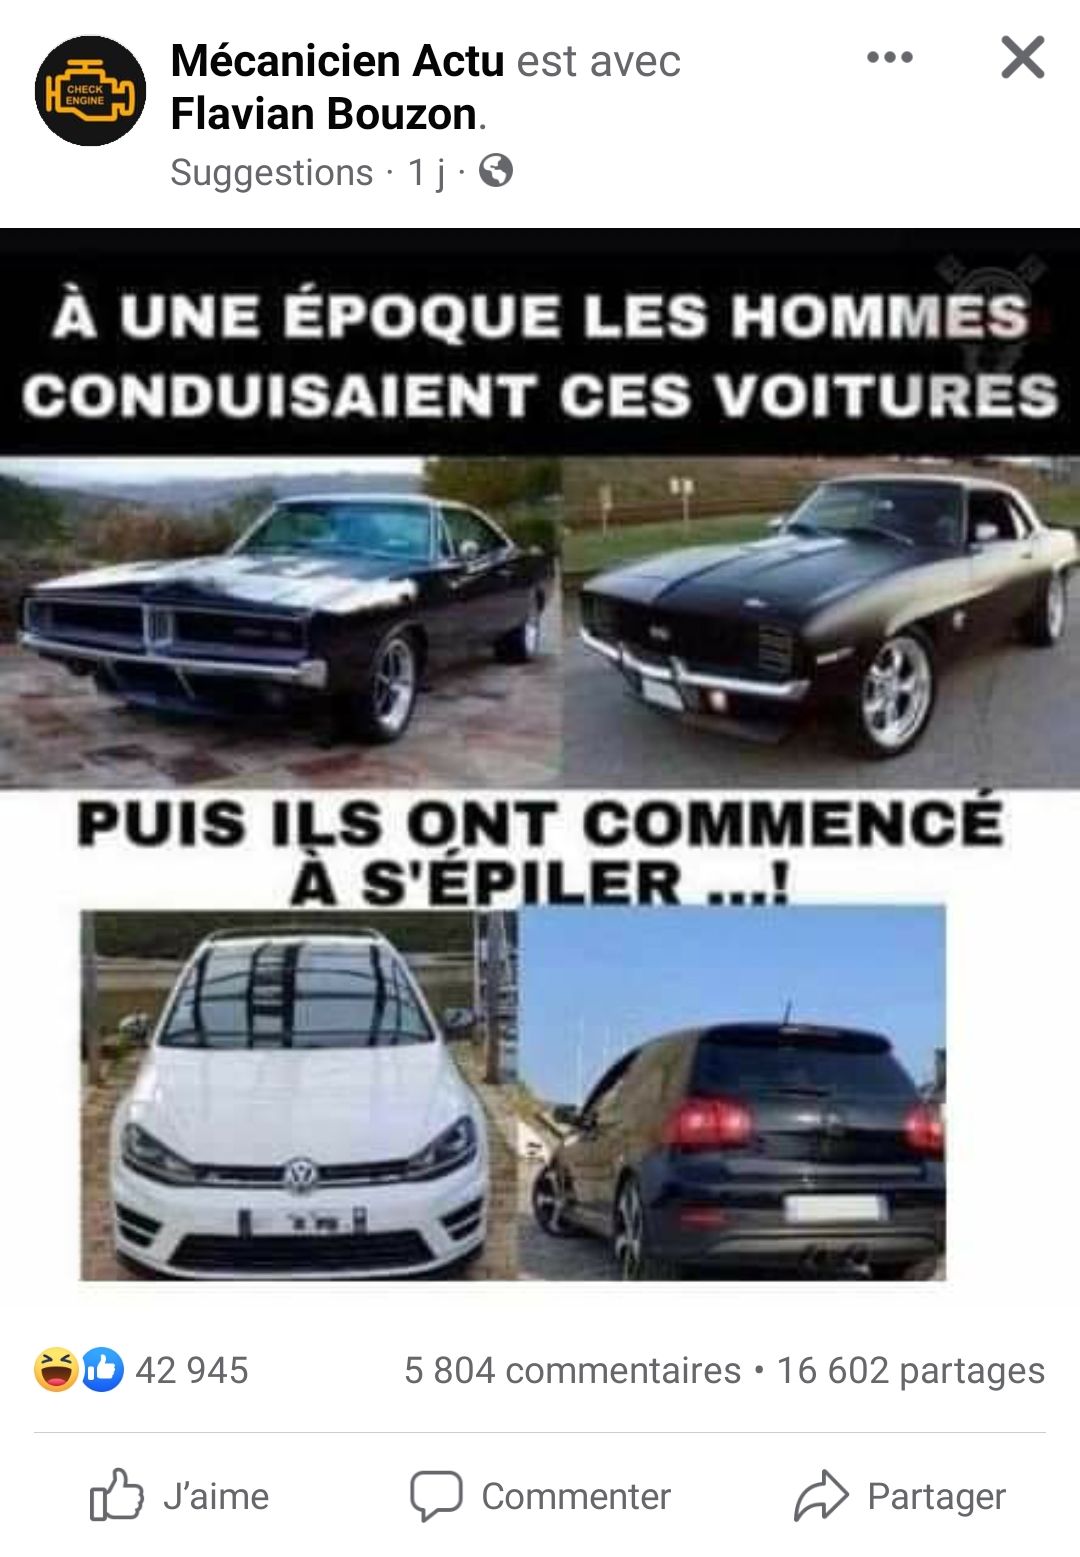 CHECK
ENGINE
Mécanicien Actu est avec
Flavian Bouzon.
Suggestions · 1 j ·
À UNE ÉPOQUE LES HOMMES
CONDUISAIENT CES VOITURES
PUIS ILS ONT COMMENCÉ
À S'ÉPILER ...!
42 945
5 804 commentaires • 16 602 partages
J’aime
Commenter
Partager